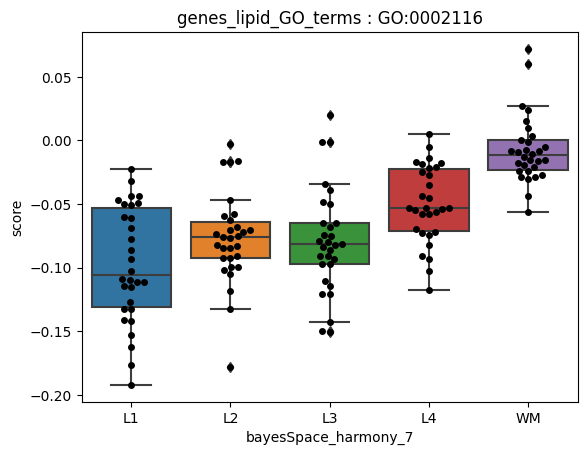 genes_lipid_GO_terms : GO:0002116
0.05
0.00
−0.05
−0.10
−0.15
−0.20
score
L1 L2 L3 L4 WM
bayesSpace_harmony_7